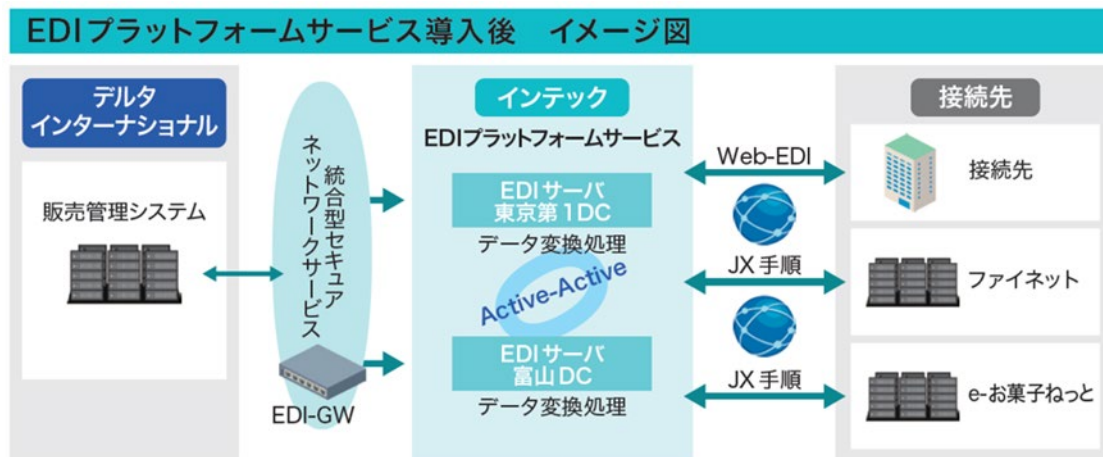 EDIプラットフォームサービス導入後　イメージ図
デルタ
インターナショナル
販売管理システム
統合型セキュア
ネットワークサービス
EDI-GW
インテック
EDIプラットフォームサービス
EDIサーバ
東京第1DC
データ変換処理
Active-Active
EDIサーバ
富山DC
データ変換処理
Web-EDI
JX手順
JX手順
接続先
接続先
ファイネット
e-お菓子ねっと